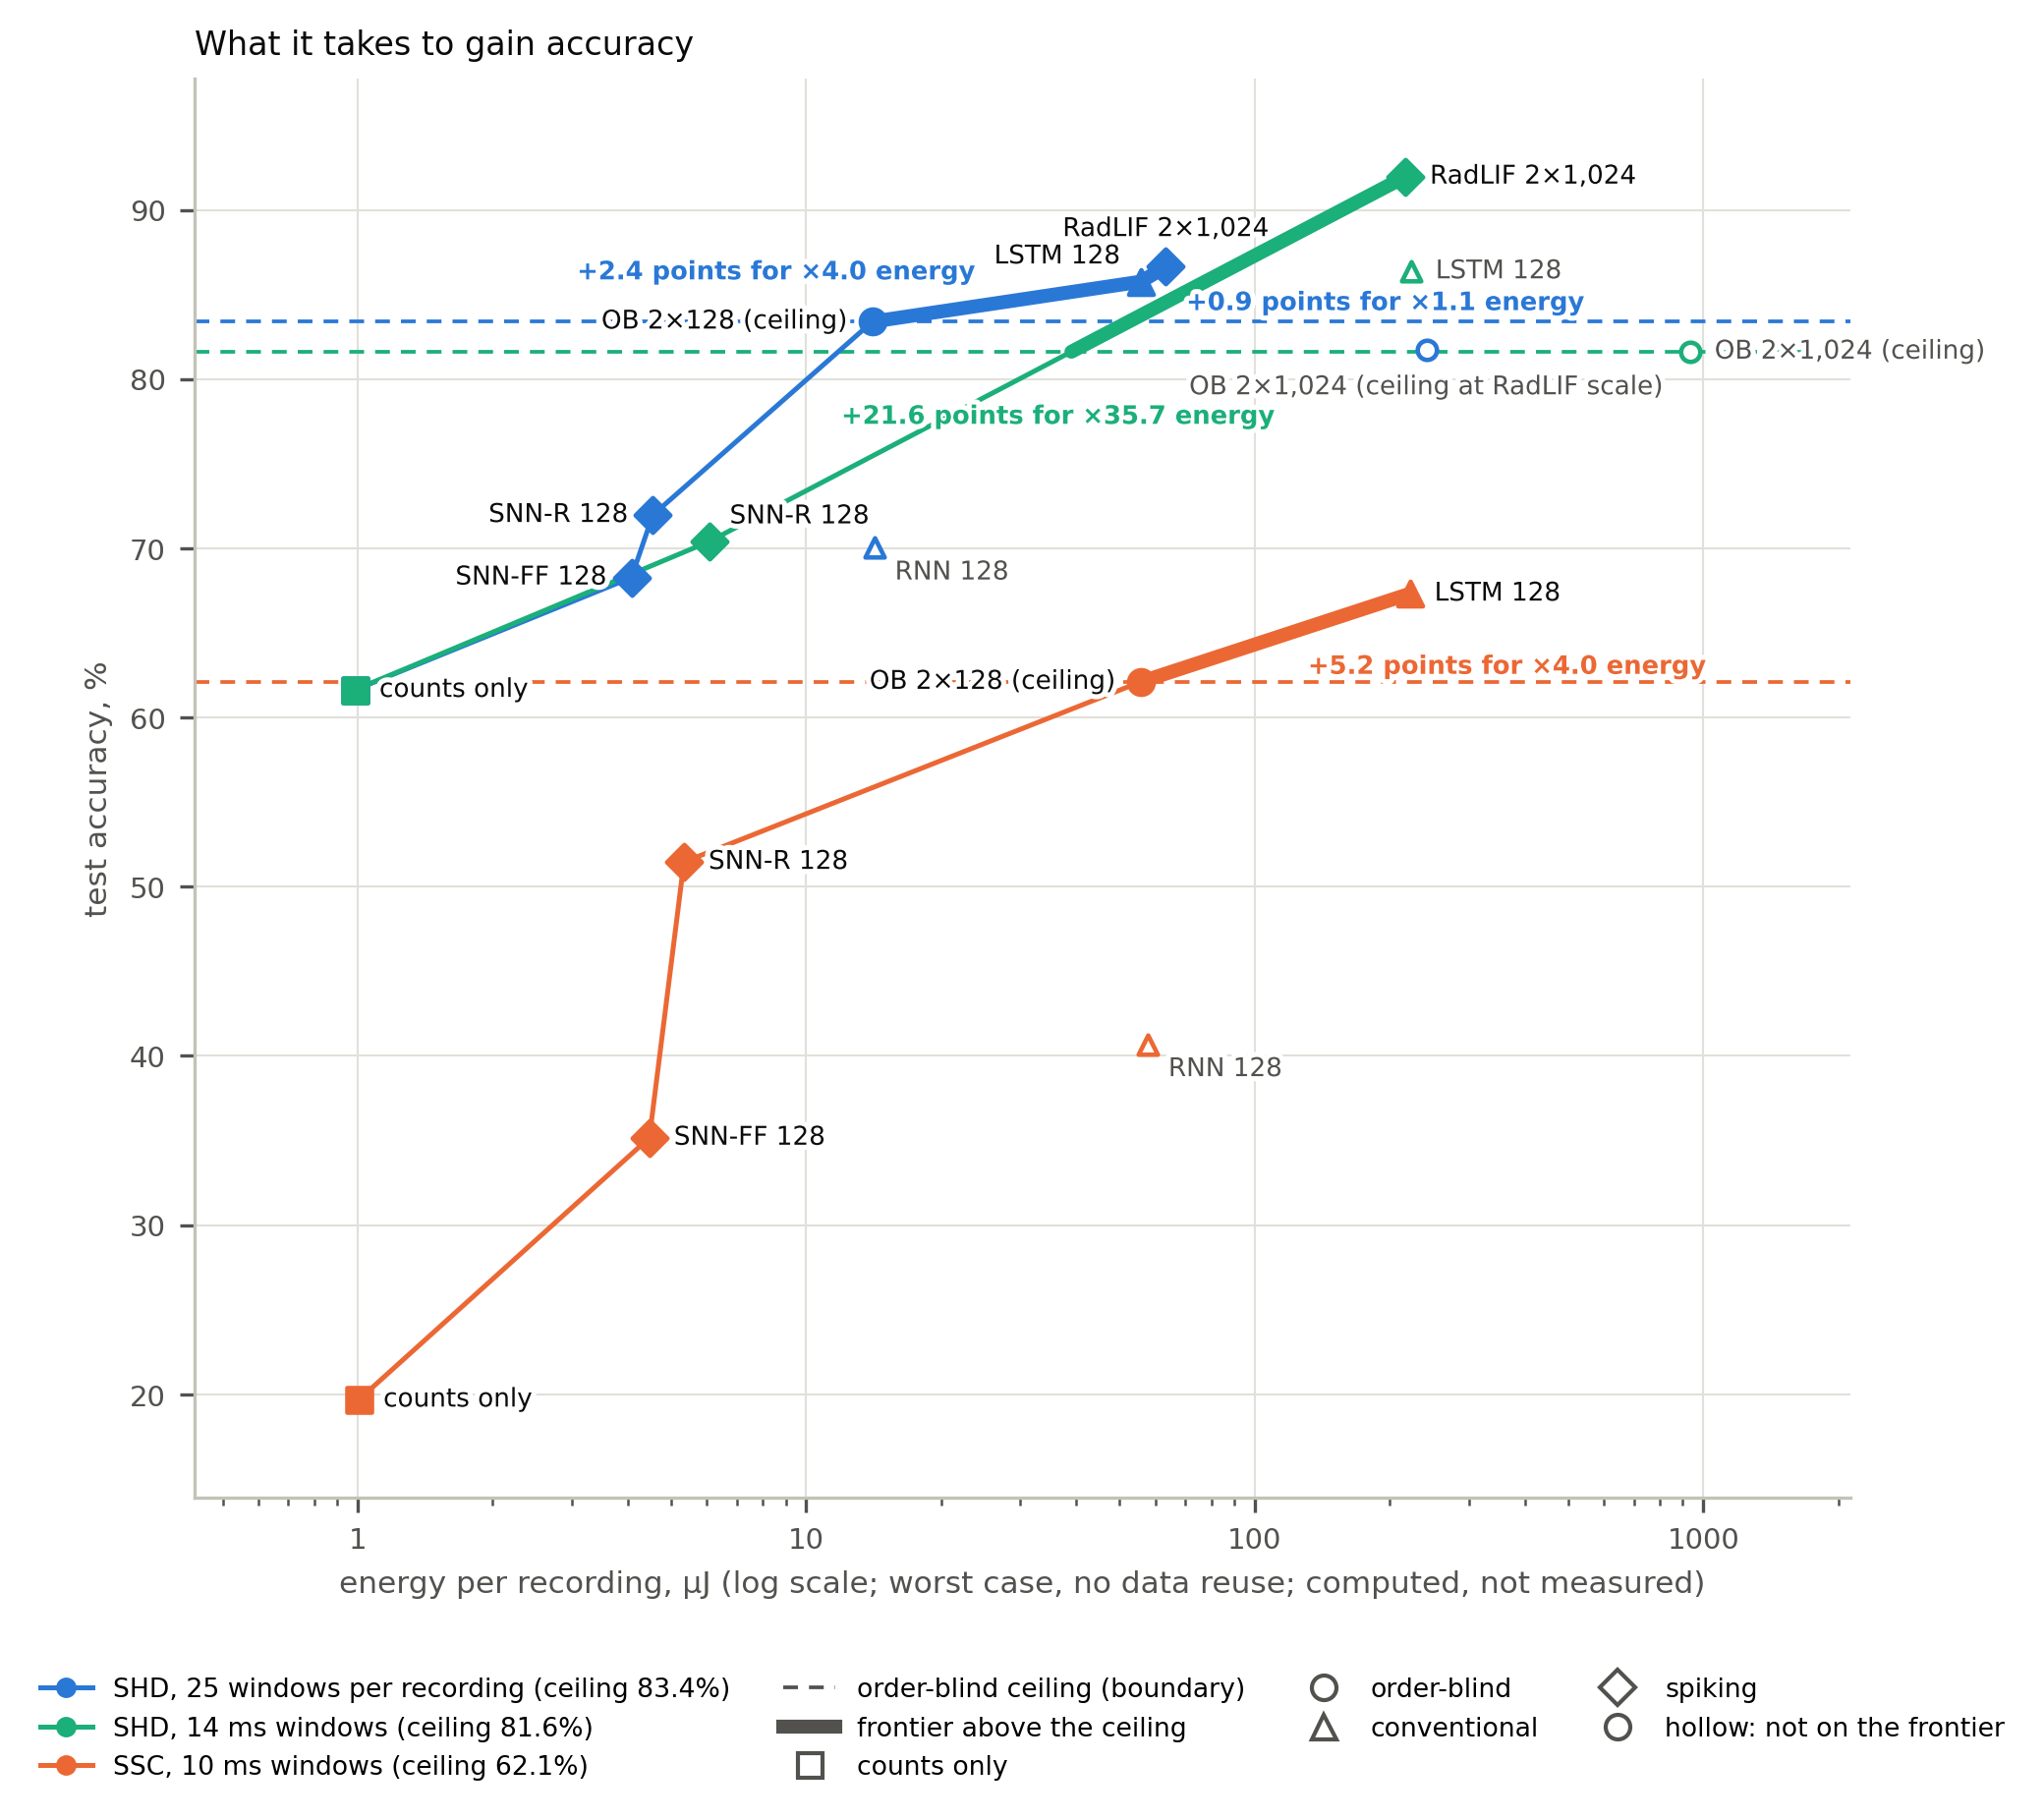 What it takes to gain accuracy
RadLIF 2×1,024
RadLIF 2×1,024
LSTM 128
+2.4 points for ×4.0 energy
LSTM 128
+0.9 points for ×1.1 energy
OB 2×128 (ceiling)
OB 2×1,024 (ceiling)
OB 2×1,024 (ceiling at RadLIF scale)
+21.6 points for ×35.7 energy
SNN-R 128
SNN-R 128
RNN 128
SNN-FF 128
LSTM 128
+5.2 points for ×4.0 energy
counts only
OB 2×128 (ceiling)
SNN-R 128
RNN 128
SNN-FF 128
counts only
90
80
70
60
50
40
30
20
test accuracy, %
1
10
100
1000
energy per recording, µJ (log scale; worst case, no data reuse; computed, not measured)
SHD, 25 windows per recording (ceiling 83.4%)
SHD, 14 ms windows (ceiling 81.6%)
SSC, 10 ms windows (ceiling 62.1%)
order-blind ceiling (boundary)
frontier above the ceiling
counts only
order-blind
conventional
spiking
hollow: not on the frontier